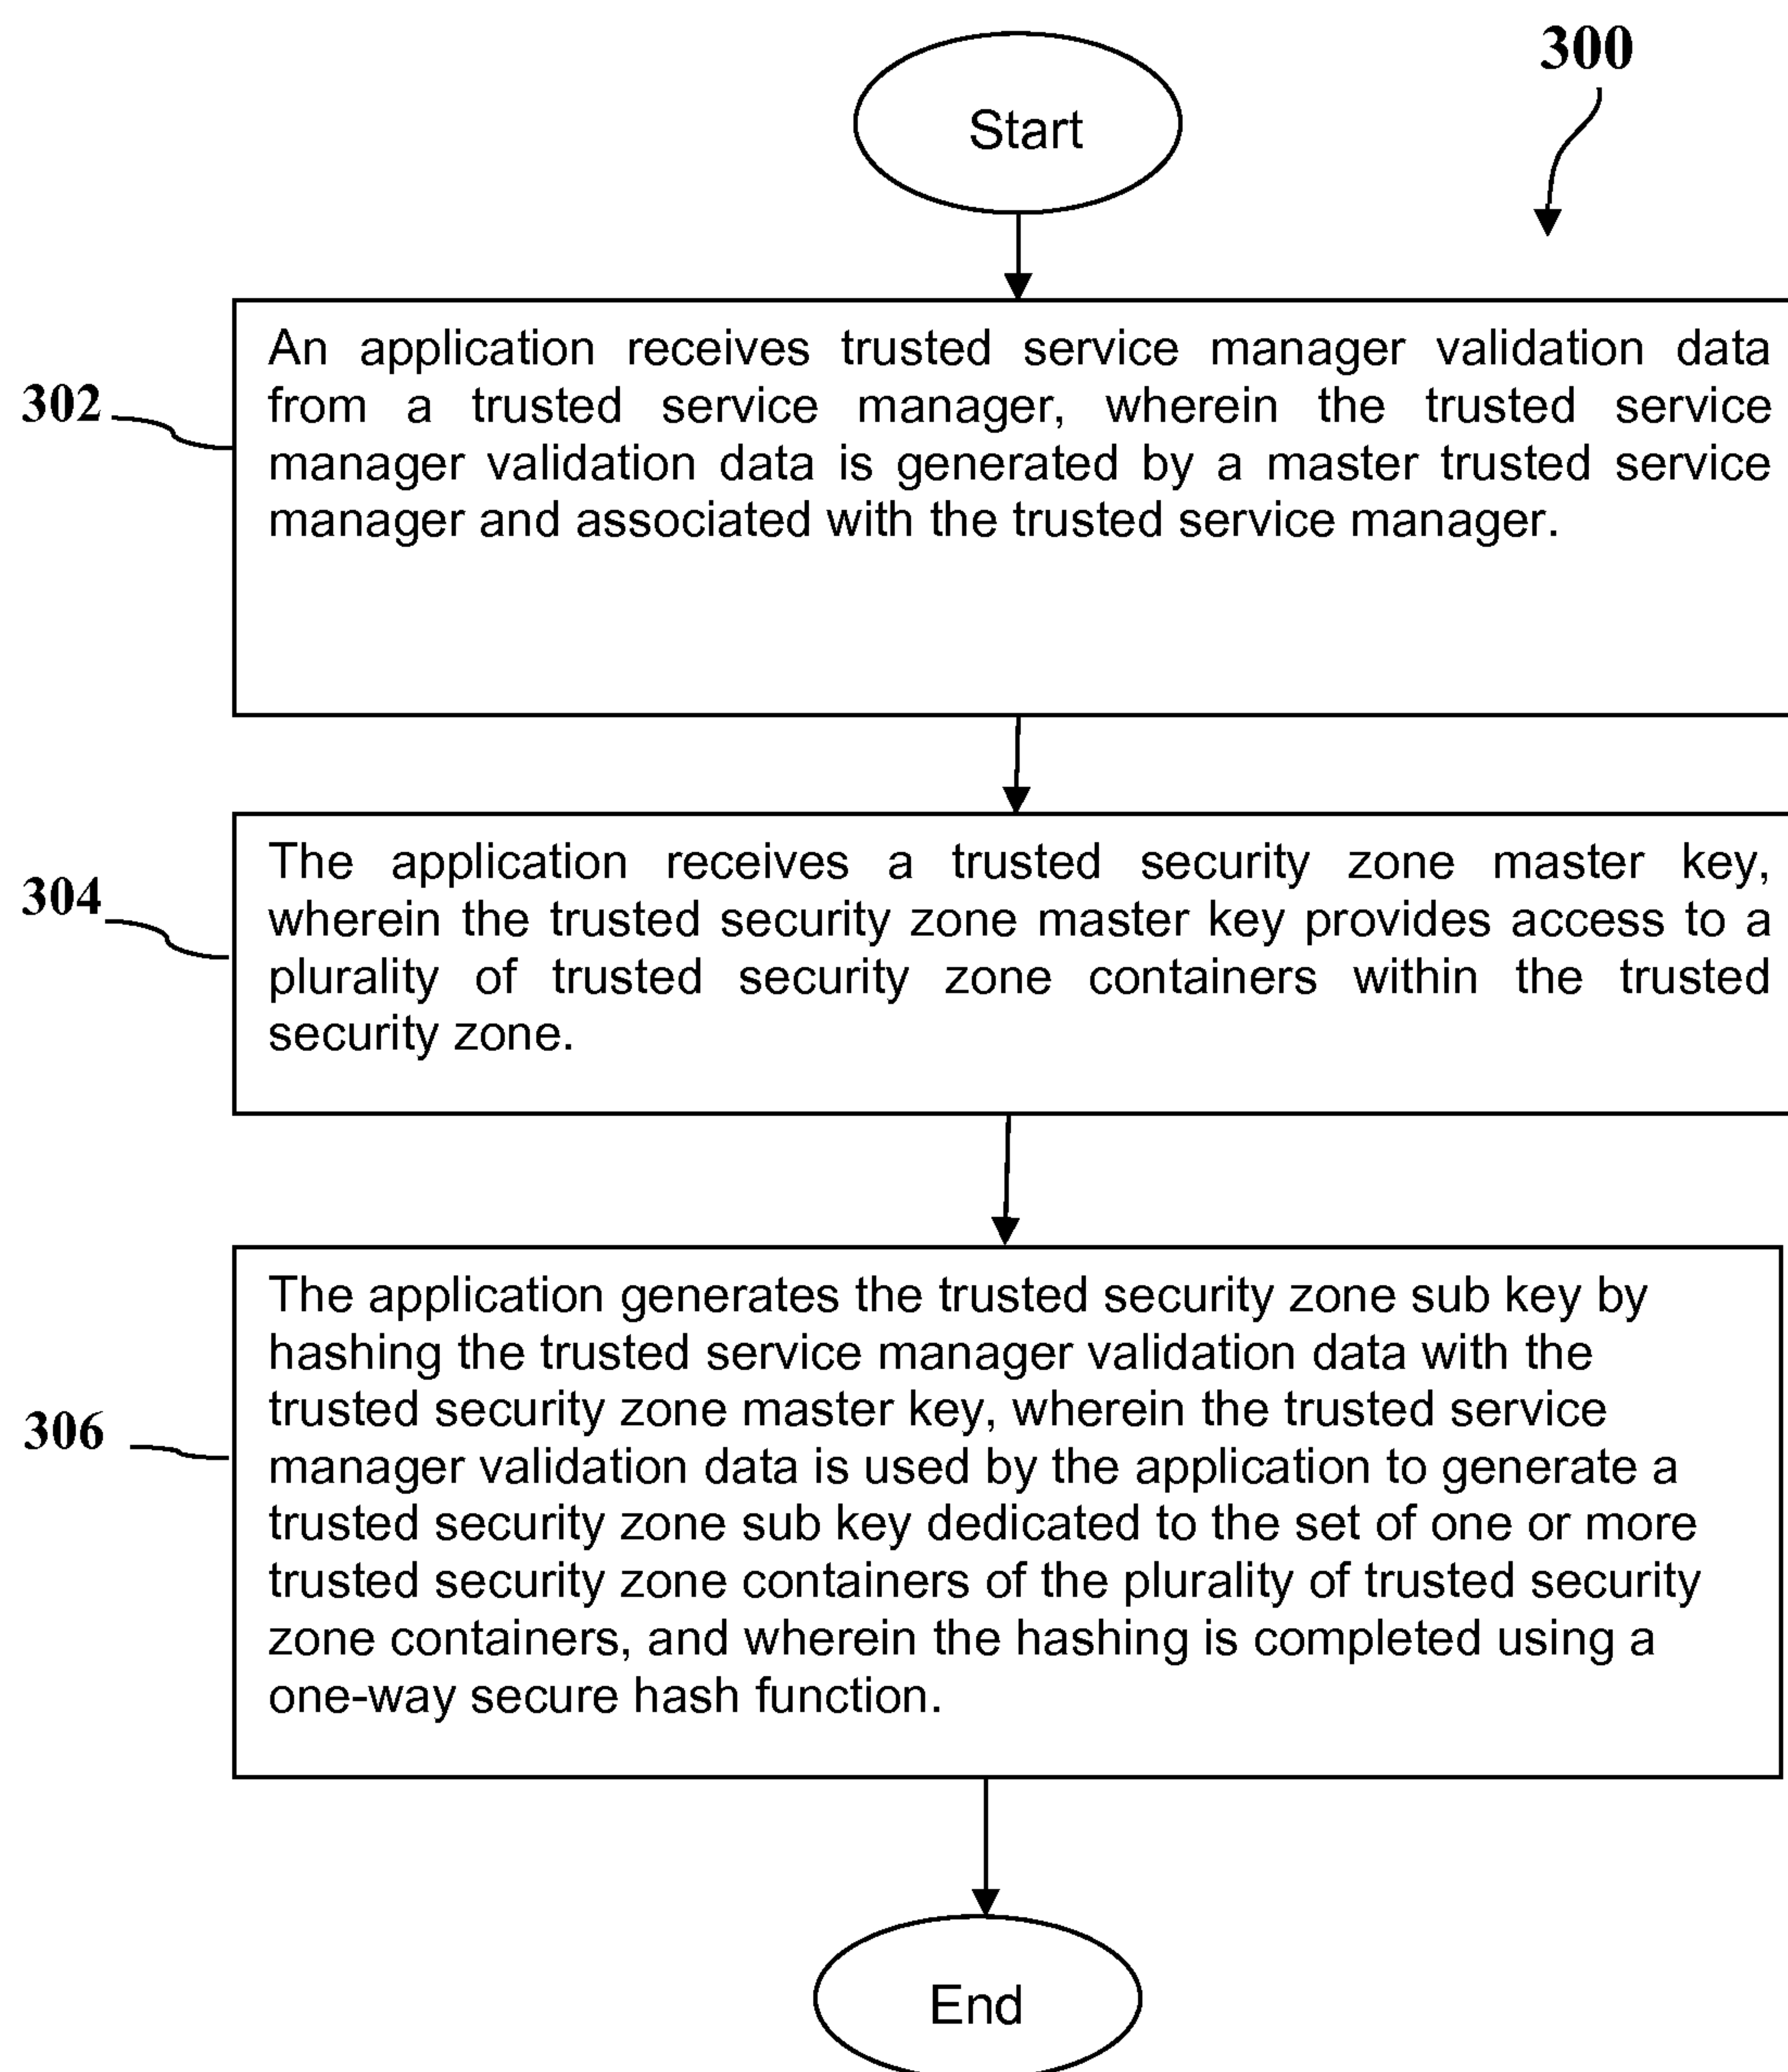 300
Start
302
An application receives trusted service manager validation data
from a trusted service manager, wherein the trusted service
manager validation data is generated by a master trusted service
manager and associated with the trusted service manager.
304
The application receives a trusted security zone master key,
wherein the trusted security zone master key provides access to a
plurality of trusted security zone containers within the trusted
security zone.
306
The application generates the trusted security zone sub key by
hashing the trusted service manager validation data with the
trusted security zone master key, wherein the trusted service
manager validation data is used by the application to generate a
trusted security zone sub key dedicated to the set of one or more
trusted security zone containers of the plurality of trusted security
zone containers, and wherein the hashing is completed using a
one-way secure hash function.
End